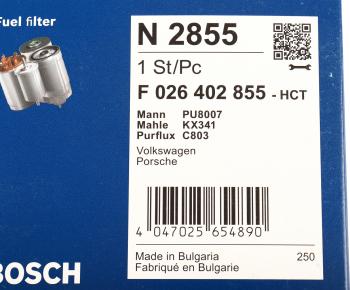 Fuel filter
N 2855
1 St/Pc
F 026 402 855 - HCT
Mann PU8007
Mahle KX341
Purflux C803
Volkswagen
Porsche
4 047025 654890
Made in Bulgaria 250
Fabriqué en Bulgarie
BOSCH